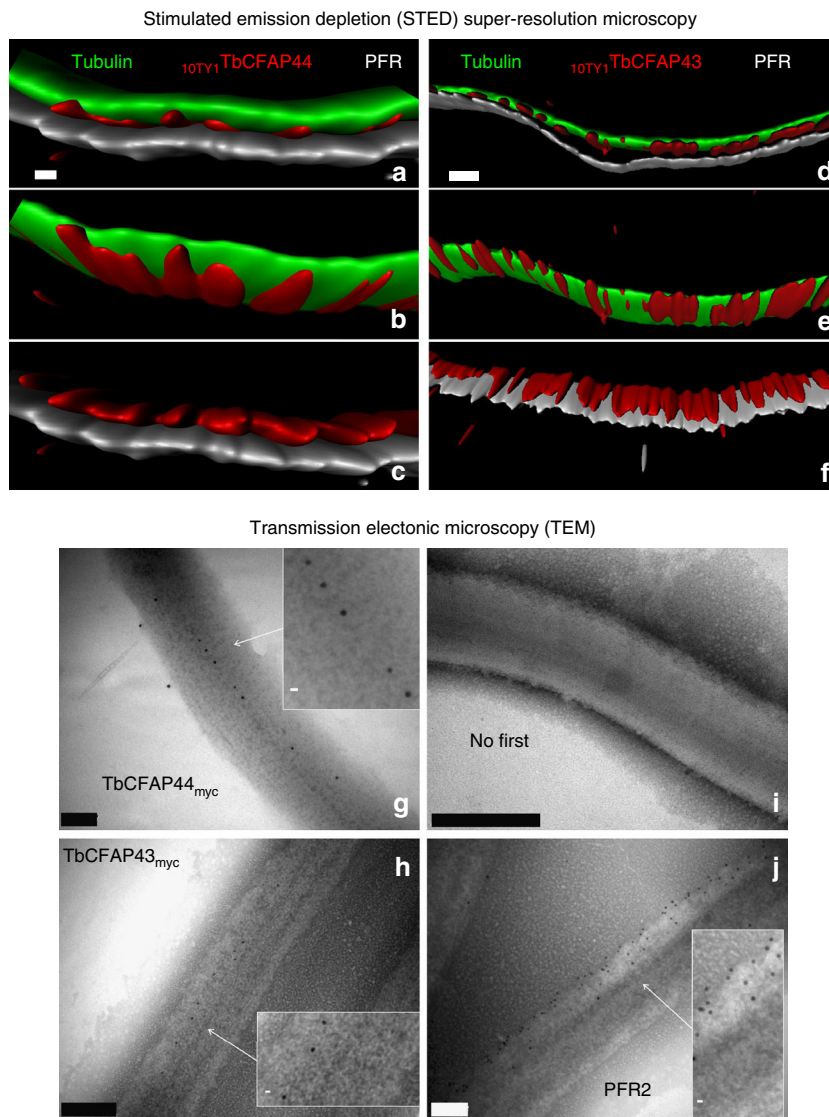 Stimulated emission depletion (STED) super-resolution microscopy
Tubulin 10TY1TbCFAP44 PFR
a
Tubulin 10TY1TbCFAP43 PFR
d
b
e
c
f
Transmission electonic microscopy (TEM)
TbCFAP44myc
g
No first
i
TbCFAP43myc
h
j
PFR2